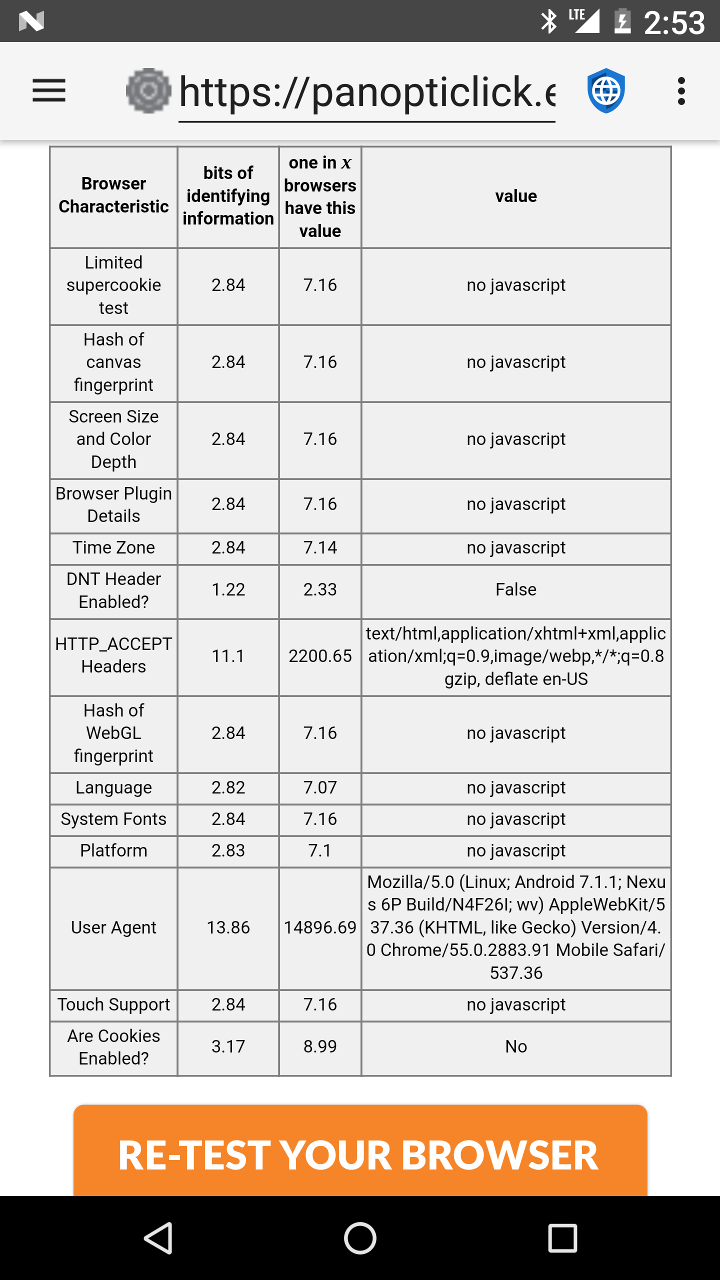 LTE 2:53
https://panopticlick.e
Browser
Characteristic
bits of
identifying
information
one in x
browsers
have this
value
value
Limited
supercookie
test
2.84
7.16
no javascript
Hash of
canvas
fingerprint
2.84
7.16
no javascript
Screen Size
and Color
Depth
2.84
7.16
no javascript
Browser Plugin
Details
2.84
7.16
no javascript
Time Zone
2.84
7.14
no javascript
DNT Header
Enabled?
1.22
2.33
False
HTTP_ACCEPT
Headers
11.1
2200.65
text/html,application/xhtml+xml,applic
ation/xml;q=0.9,image/webp,*/*;q=0.8
gzip, deflate en-US
Hash of
WebGL
fingerprint
2.84
7.16
no javascript
Language
2.82
7.07
no javascript
System Fonts
2.84
7.16
no javascript
Platform
2.83
7.1
no javascript
User Agent
13.86
14896.69
Mozilla/5.0 (Linux; Android 7.1.1; Nexu
s 6P Build/N4F26I; wv) AppleWebKit/5
37.36 (KHTML, like Gecko) Version/4.
0 Chrome/55.0.2883.91 Mobile Safari/
537.36
Touch Support
2.84
7.16
no javascript
Are Cookies
Enabled?
3.17
8.99
No
RE-TEST YOUR BROWSER